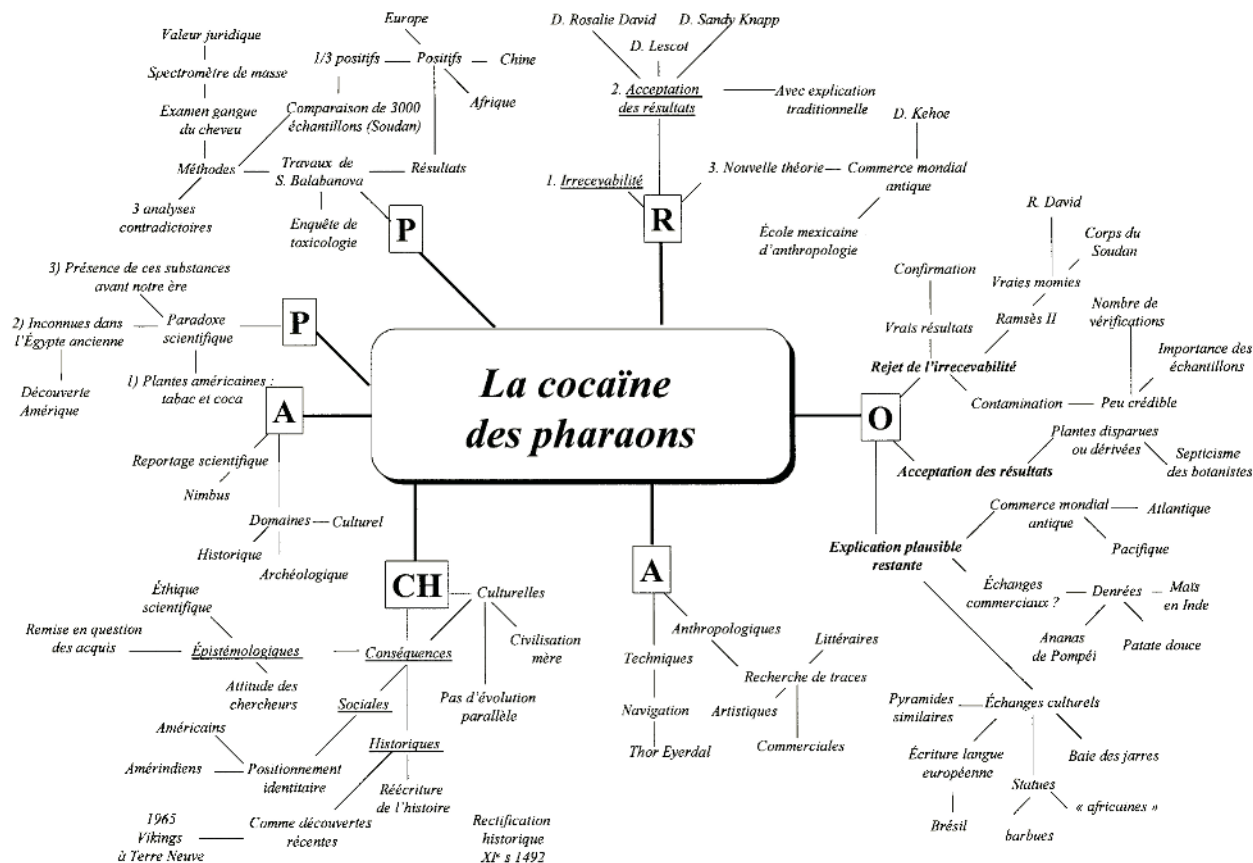 Valeur juridique
Spectromètre de masse
Examen gangue
du cheveu
Méthodes
3 analyses
contradictoires
Europe
1/3 positifs
Positifs
Chine
Afrique
Comparaison de 3000
échantillons (Soudan)
Travaux de
S. Balabanova
Résultats
Enquête de
toxicologie
P
D. Rosalie David
D. Sandy Knapp
D. Lescot
2. Acceptation
des résultats
Avec explication
traditionnelle
D. Kehoe
1. Irrecevabilité
3. Nouvelle théorie
Commerce mondial
antique
École mexicaine
d'anthropologie
R
3) Présence de ces substances
avant notre ère
2) Inconnues dans
l'Égypte ancienne
Paradoxe
scientifique
P
Découverte
Amérique
1) Plantes américaines :
tabac et coca
La cocaïne
des pharaons
R. David
Corps du
Soudan
Confirmation
Vraies momies
Nombre de
vérifications
Vrais résultats
Ramsès II
Importance des
échantillons
Rejet de l'irrecevabilité
Contamination
Peu crédible
O
Plantes disparues
ou dérivées
Septicisme
des botanistes
Acceptation des résultats
Commerce mondial
antique
Atlantique
Pacifique
Explication plausible
restante
Échanges
commerciaux ?
Denrées
Maïs
en Inde
Ananas
de Pompéi
Patate douce
Pyramides
similaires
Échanges culturels
Écriture langue
européenne
Baie des jarres
Statues
Brésil
barbues
« africaines »
A
Reportage scientifique
Nimbus
Domaines
Culturel
Historique
Archéologique
CH
Culturelles
Civilisation
mère
Pas d'évolution
parallèle
Éthique
scientifique
Remise en question
des acquis
Épistémologiques
Conséquences
Attitude des
chercheurs
Sociales
Américains
Amérindiens
Positionnement
identitaire
Historiques
Réécriture
de l'histoire
1965
Vikings
à Terre Neuve
Comme découvertes
récentes
Rectification
historique
XIe s 1492
A
Anthropologiques
Littéraires
Techniques
Recherche de traces
Navigation
Artistiques
Thor Eyerdal
Commerciales